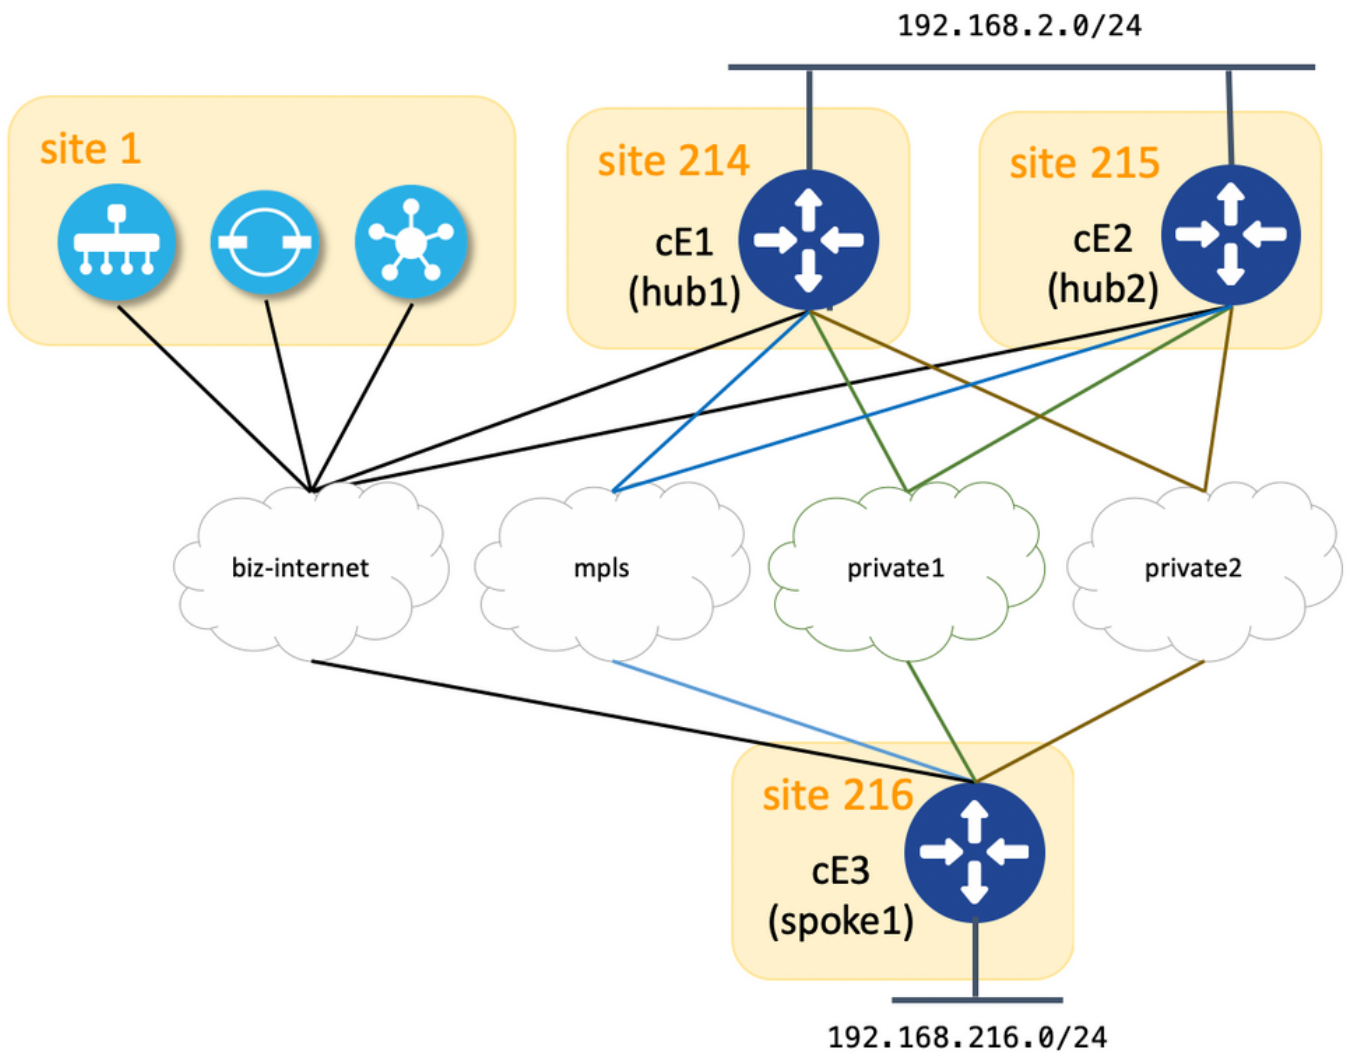 192.168.2.0/24
site 1
site 214
site 215
cE1
(hub1)
cE2
(hub2)
biz-internet
mpls
private1
private2
site 216
cE3
(spoke1)
192.168.216.0/24